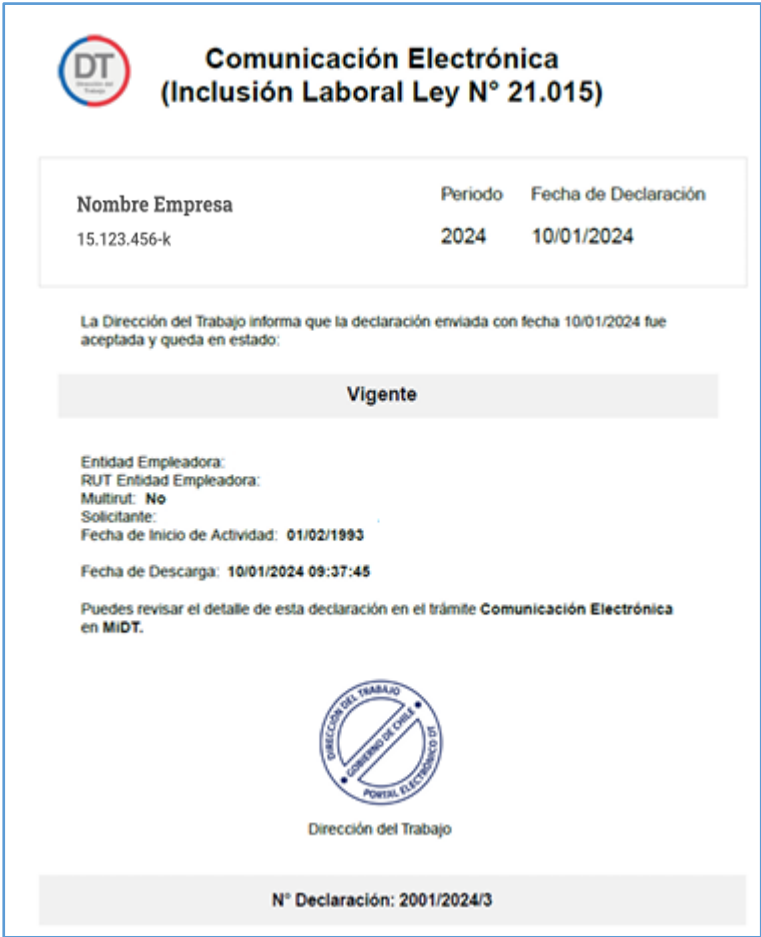 DT
Dirección del
Trabajo
Comunicación Electrónica
(Inclusión Laboral Ley N° 21.015)
Nombre Empresa
15.123.456-k
Periodo Fecha de Declaración
2024 10/01/2024
La Dirección del Trabajo informa que la declaración enviada con fecha 10/01/2024 fue
aceptada y queda en estado:
Vigente
Entidad Empleadora:
RUT Entidad Empleadora:
Multirut: No
Solicitante:
Fecha de Inicio de Actividad: 01/02/1993
Fecha de Descarga: 10/01/2024 09:37:45
Puedes revisar el detalle de esta declaración en el trámite Comunicación Electrónica
en MiDT.
DIRECCIÓN DEL TRABAJO
GOBIERNO DE CHILE
PORTAL ELECTRÓNICO DT
Dirección del Trabajo
N° Declaración: 2001/2024/3